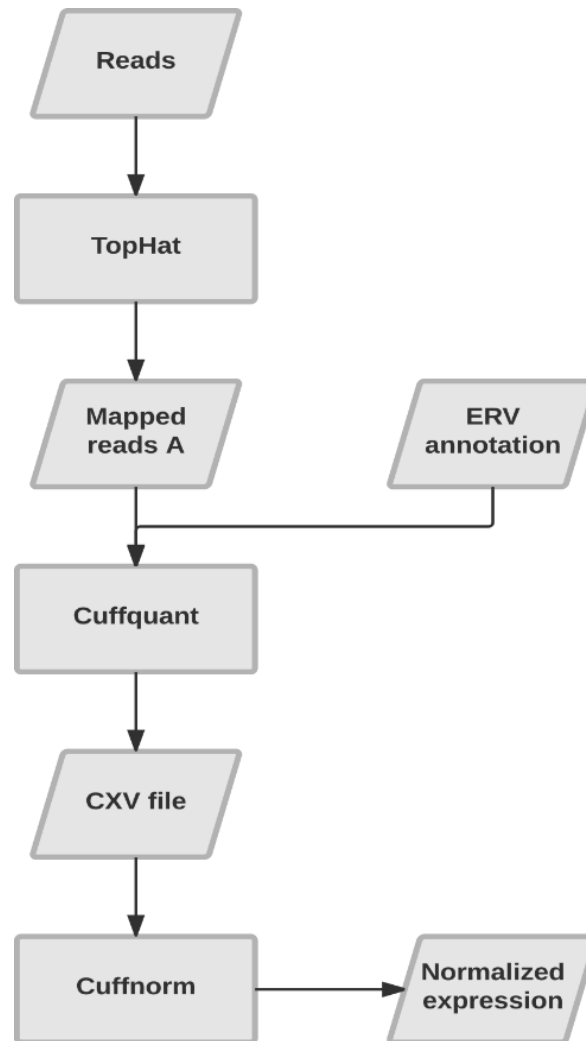 Reads
TopHat
Mapped
reads A
ERV
annotation
Cuffquant
CXV file
Cuffnorm
Normalized
expression